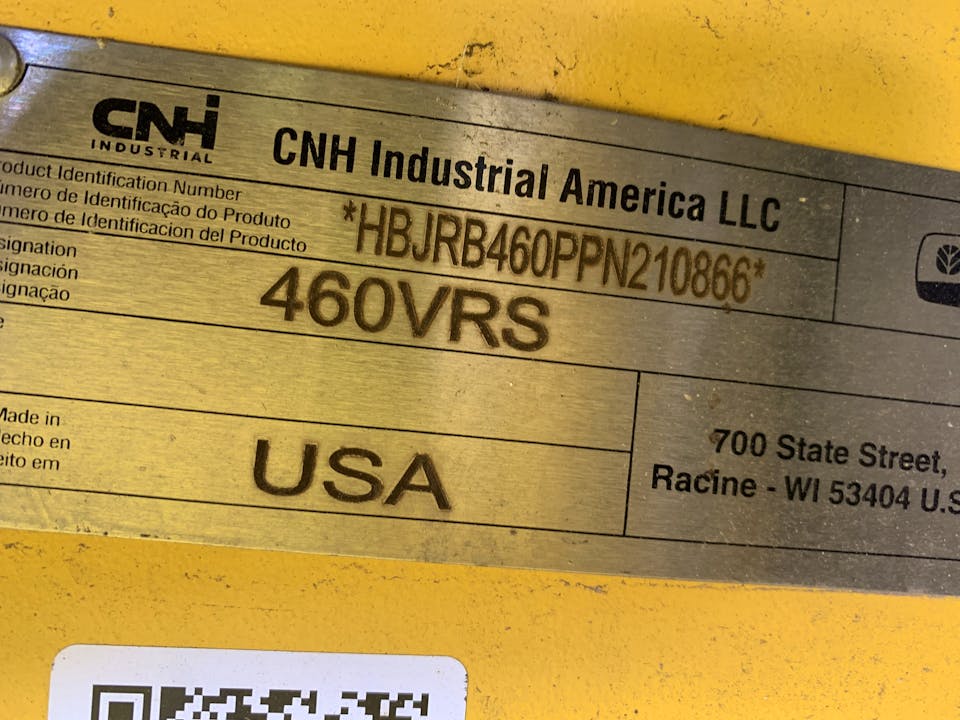 CNH
INDUSTRIAL
CNH Industrial America LLC
roduct Identification Number
úmero de Identificação do Produto
úmero de Identificacion del Producto
*HBJRB460PPN210866*
signation
signación
signação
460VRS
e
Made in
echo en
eito em
USA
700 State Street,
Racine - WI 53404 U.S